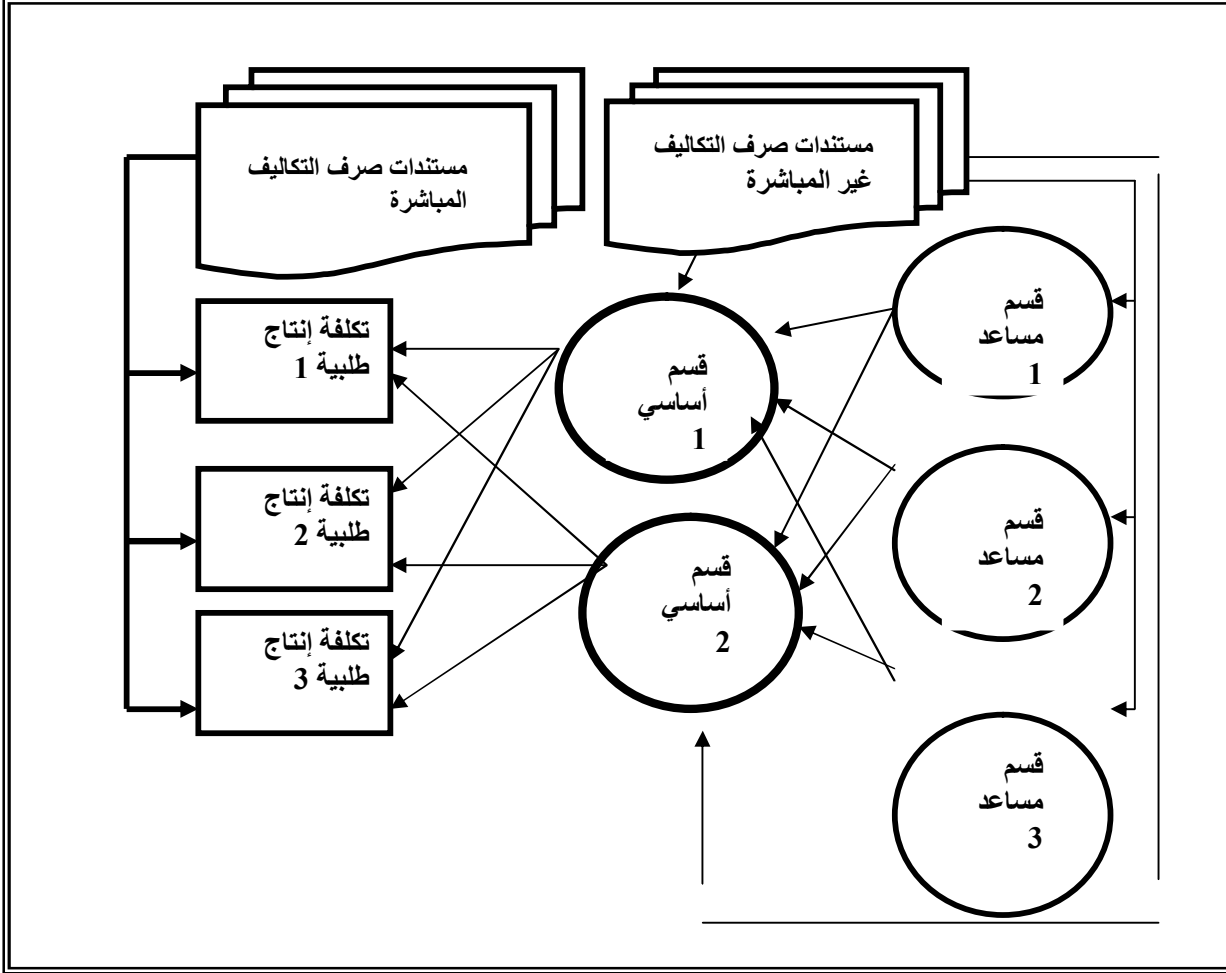 مستندات صرف التكاليف
غير المباشرة
مستندات صرف التكاليف
المباشرة
قسم
مساعد
1
قسم
أساسي
1
تكلفة إنتاج
طلبية 1
قسم
مساعد
2
قسم
أساسي
2
تكلفة إنتاج
طلبية 2
تكلفة إنتاج
طلبية 3
قسم
مساعد
3